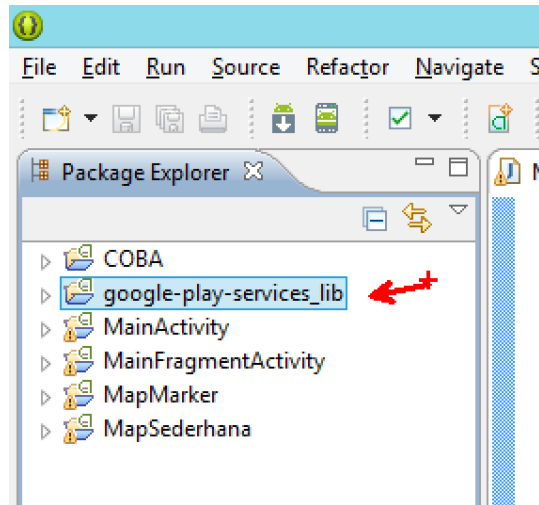 File Edit Run Source Refactor Navigate S
Package Explorer
COBA
google-play-services_lib
MainActivity
MainFragmentActivity
MapMarker
MapSederhana